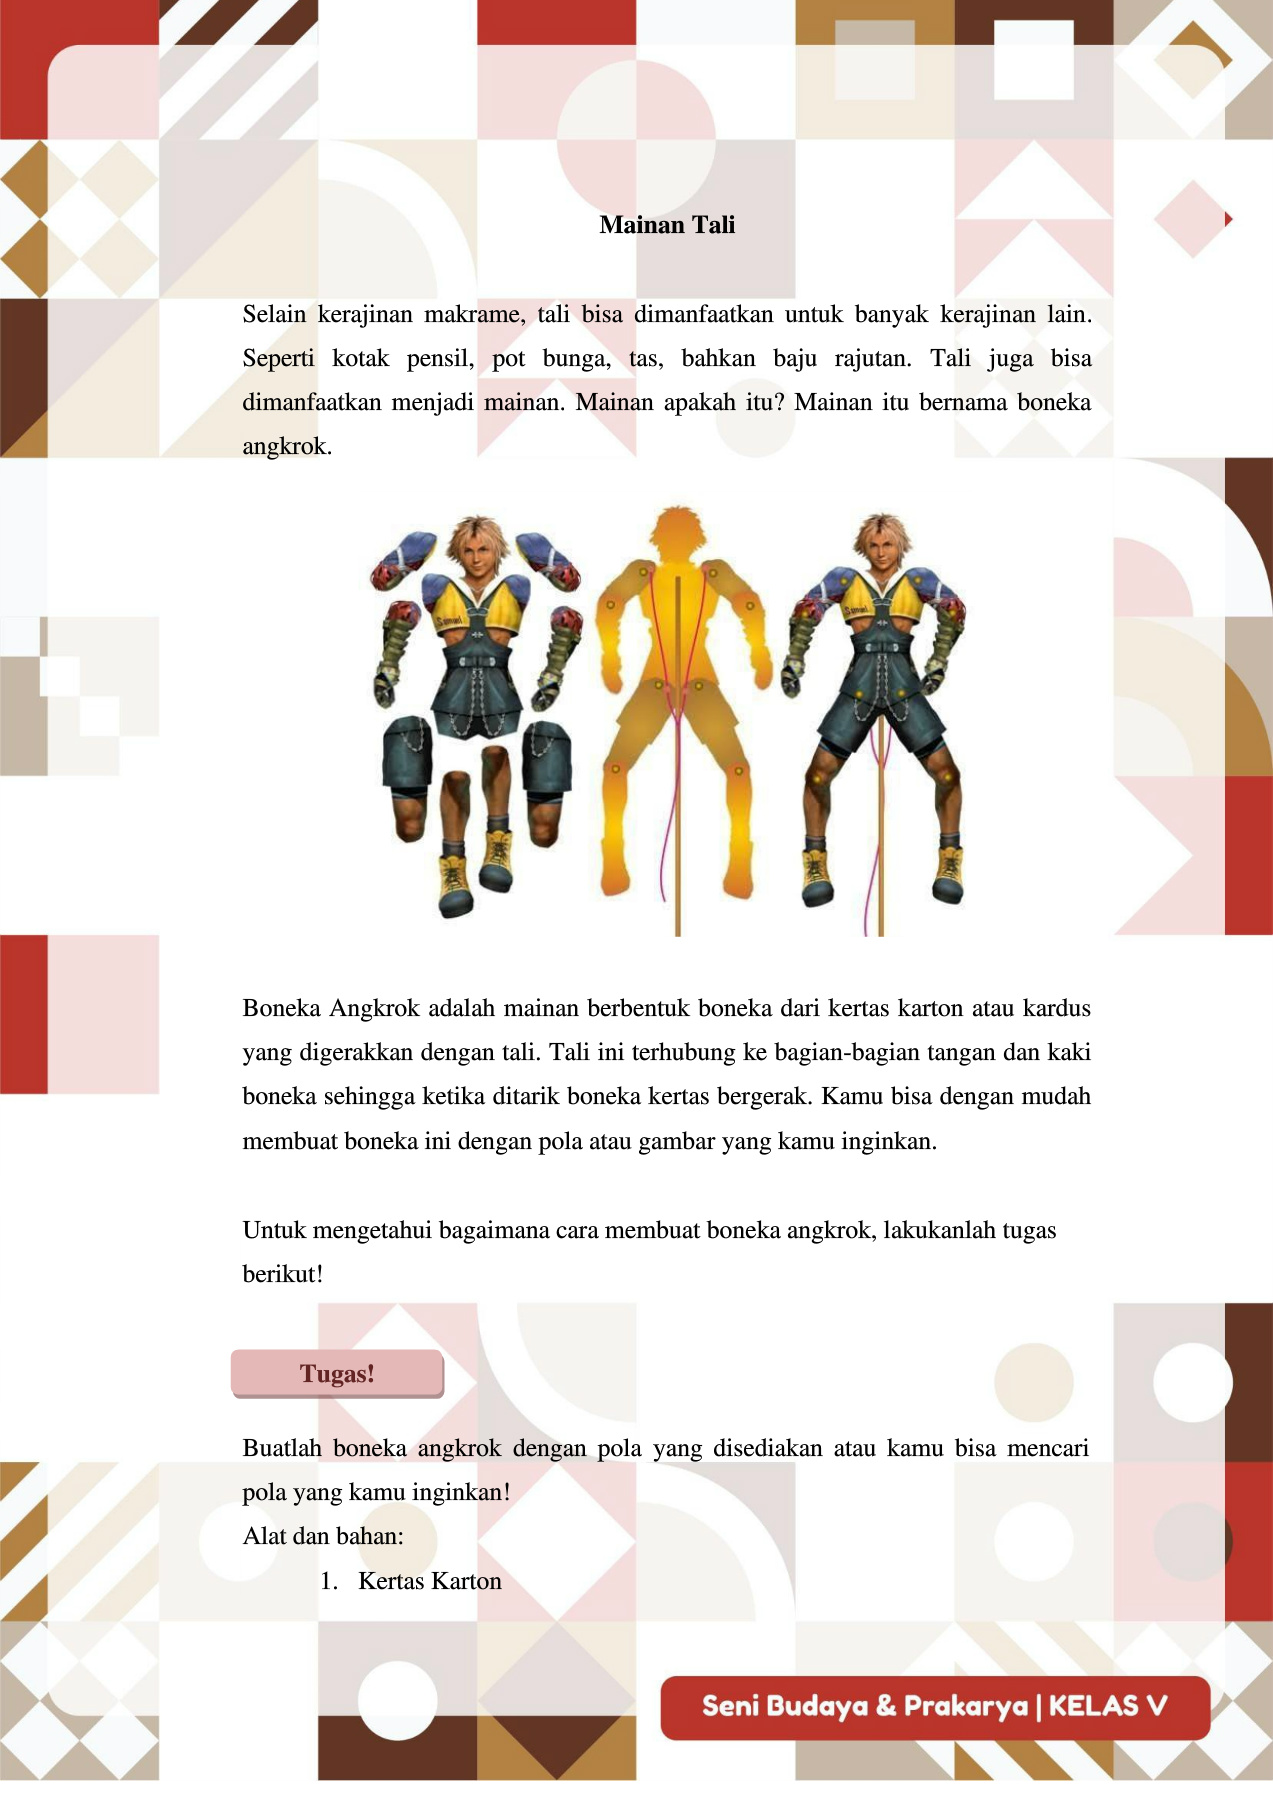 Mainan Tali
Selain kerajinan makrame, tali bisa dimanfaatkan untuk banyak kerajinan lain.
Seperti kotak pensil, pot bunga, tas, bahkan baju rajutan. Tali juga bisa
dimanfaatkan menjadi mainan. Mainan apakah itu? Mainan itu bernama boneka
angkrok.
Samuel
Samuel
Boneka Angkrok adalah mainan berbentuk boneka dari kertas karton atau kardus
yang digerakkan dengan tali. Tali ini terhubung ke bagian-bagian tangan dan kaki
boneka sehingga ketika ditarik boneka kertas bergerak. Kamu bisa dengan mudah
membuat boneka ini dengan pola atau gambar yang kamu inginkan.
Untuk mengetahui bagaimana cara membuat boneka angkrok, lakukanlah tugas
berikut!
Tugas!
Buatlah boneka angkrok dengan pola yang disediakan atau kamu bisa mencari
pola yang kamu inginkan!
Alat dan bahan:
1. Kertas Karton
Seni Budaya & Prakarya | KELAS V